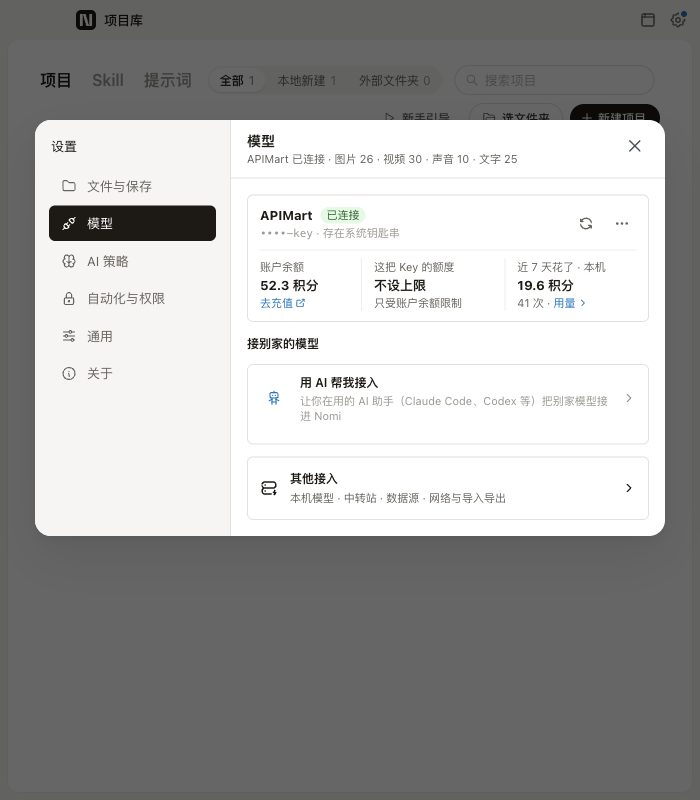 项目库
项目 Skill 提示词 全部 1 本地新建 1 外部文件夹 0 搜索项目
新手引导 选文件夹 新建项目
设置
文件与保存
模型
AI 策略
自动化与权限
通用
关于
模型
APIMart 已连接 · 图片 26 · 视频 30 · 声音 10 · 文字 25
APIMart 已连接
••••–key · 存在系统钥匙串
账户余额 这把 Key 的额度 近 7 天花了 · 本机
52.3 积分 不设上限 19.6 积分
去充值 只受账户余额限制 41 次 · 用量
接别家的模型
用 AI 帮我接入
让你在用的 AI 助手（Claude Code、Codex 等）把别家模型接
进 Nomi
其他接入
本机模型 · 中转站 · 数据源 · 网络与导入导出